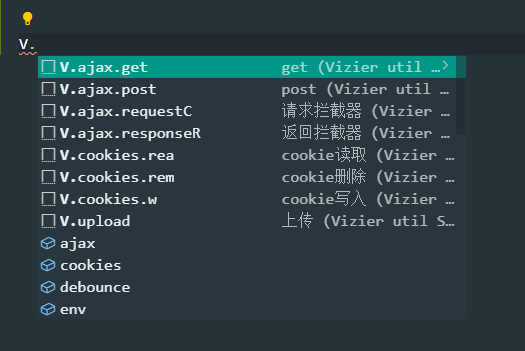 V.
V.ajax.get get (Vizier util …
V.ajax.post post (Vizier util …
V.ajax.requestC 请求拦截器 (Vizier …
V.ajax.responseR 返回拦截器 (Vizier …
V.cookies.rea cookie读取 (Vizier …
V.cookies.rem cookie删除 (Vizier …
V.cookies.w cookie写入 (Vizier …
V.upload 上传 (Vizier util S…
ajax
cookies
debounce
env